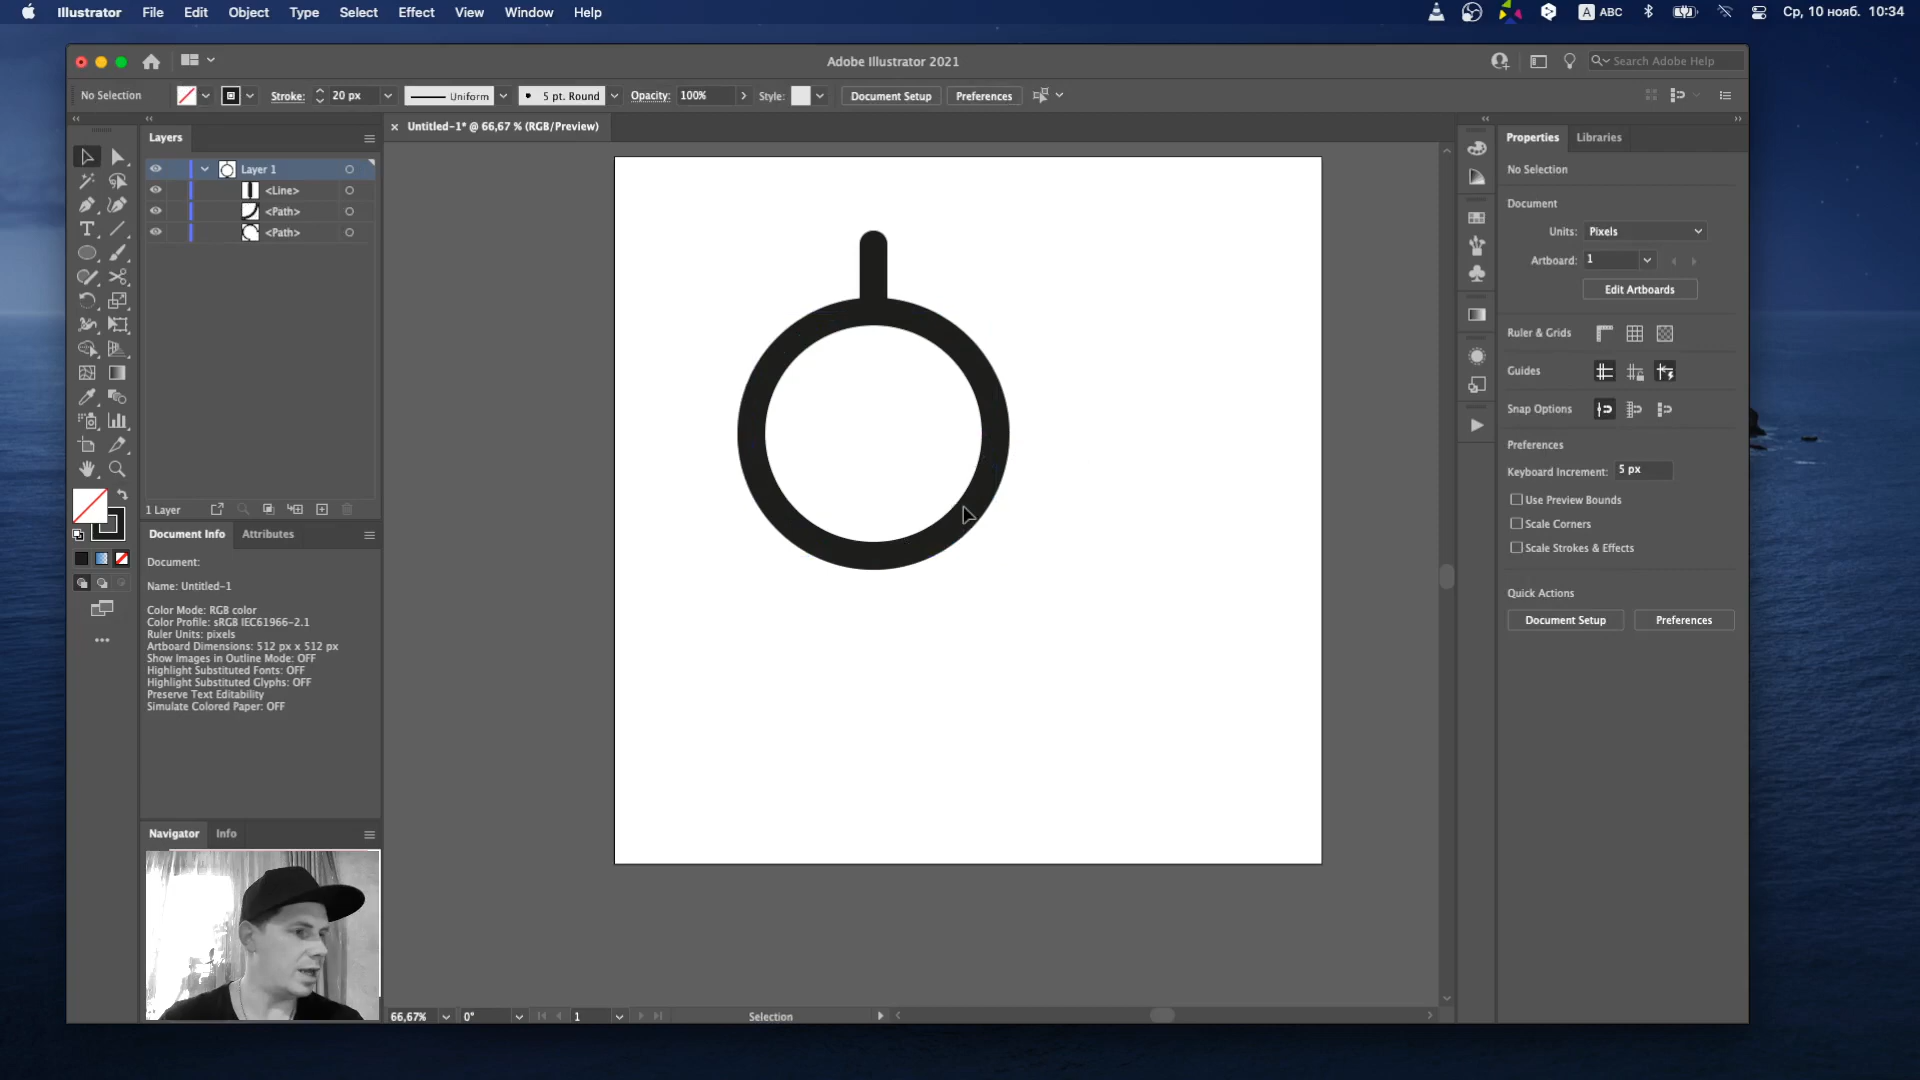 Illustrator File Edit Object Type Select Effect View Window Help
A ABC Ср, 10 нояб. 10:34
Adobe Illustrator 2021
Search Adobe Help
No Selection Stroke: 20 px Uniform 5 pt. Round Opacity: 100% Style: Document Setup Preferences
Layers
Untitled-1* @ 66,67 % (RGB/Preview)
Layer 1
<Line>
<Path>
<Path>
1 Layer
Document Info Attributes
Document:
Name: Untitled-1
Color Mode: RGB color
Color Profile: sRGB IEC61966-2.1
Ruler Units: pixels
Artboard Dimensions: 512 px x 512 px
Show Images in Outline Mode: OFF
Highlight Substituted Fonts: OFF
Highlight Substituted Glyphs: OFF
Preserve Text Editability
Simulate Colored Paper: OFF
Navigator Info
66,67% 0° 1 Selection
Properties Libraries
No Selection
Document
Units: Pixels
Artboard: 1
Edit Artboards
Ruler & Grids
Guides
Snap Options
Preferences
Keyboard Increment: 5 px
Use Preview Bounds
Scale Corners
Scale Strokes & Effects
Quick Actions
Document Setup Preferences